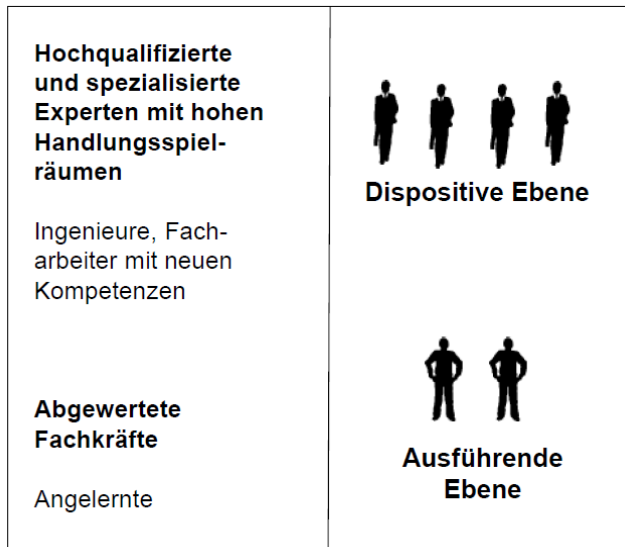 Hochqualifizierte
und spezialisierte
Experten mit hohen
Handlungsspiel-
räumen
Ingenieure, Fach-
arbeiter mit neuen
Kompetenzen
Dispositive Ebene
Abgewertete
Fachkräfte
Angelernte
Ausführende
Ebene